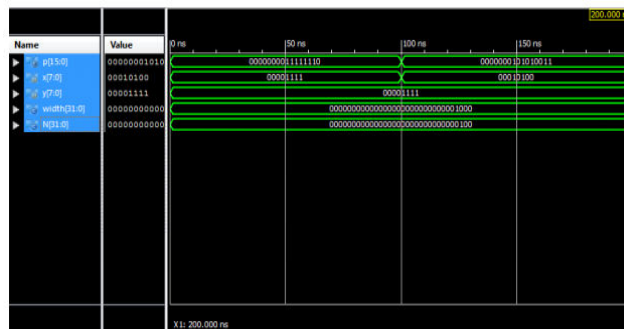 200.000 ns
Name Value 0 ns 50 ns 100 ns 150 ns
p[15:0] 00000001010 0000000011111110 0000000101010011
x[7:0] 00010100 00001111 00010100
y[7:0] 00001111 00001111
width[31:0] 00000000000 00000000000000000000000000001000
N[31:0] 00000000000 00000000000000000000000000000100
X1: 200.000 ns